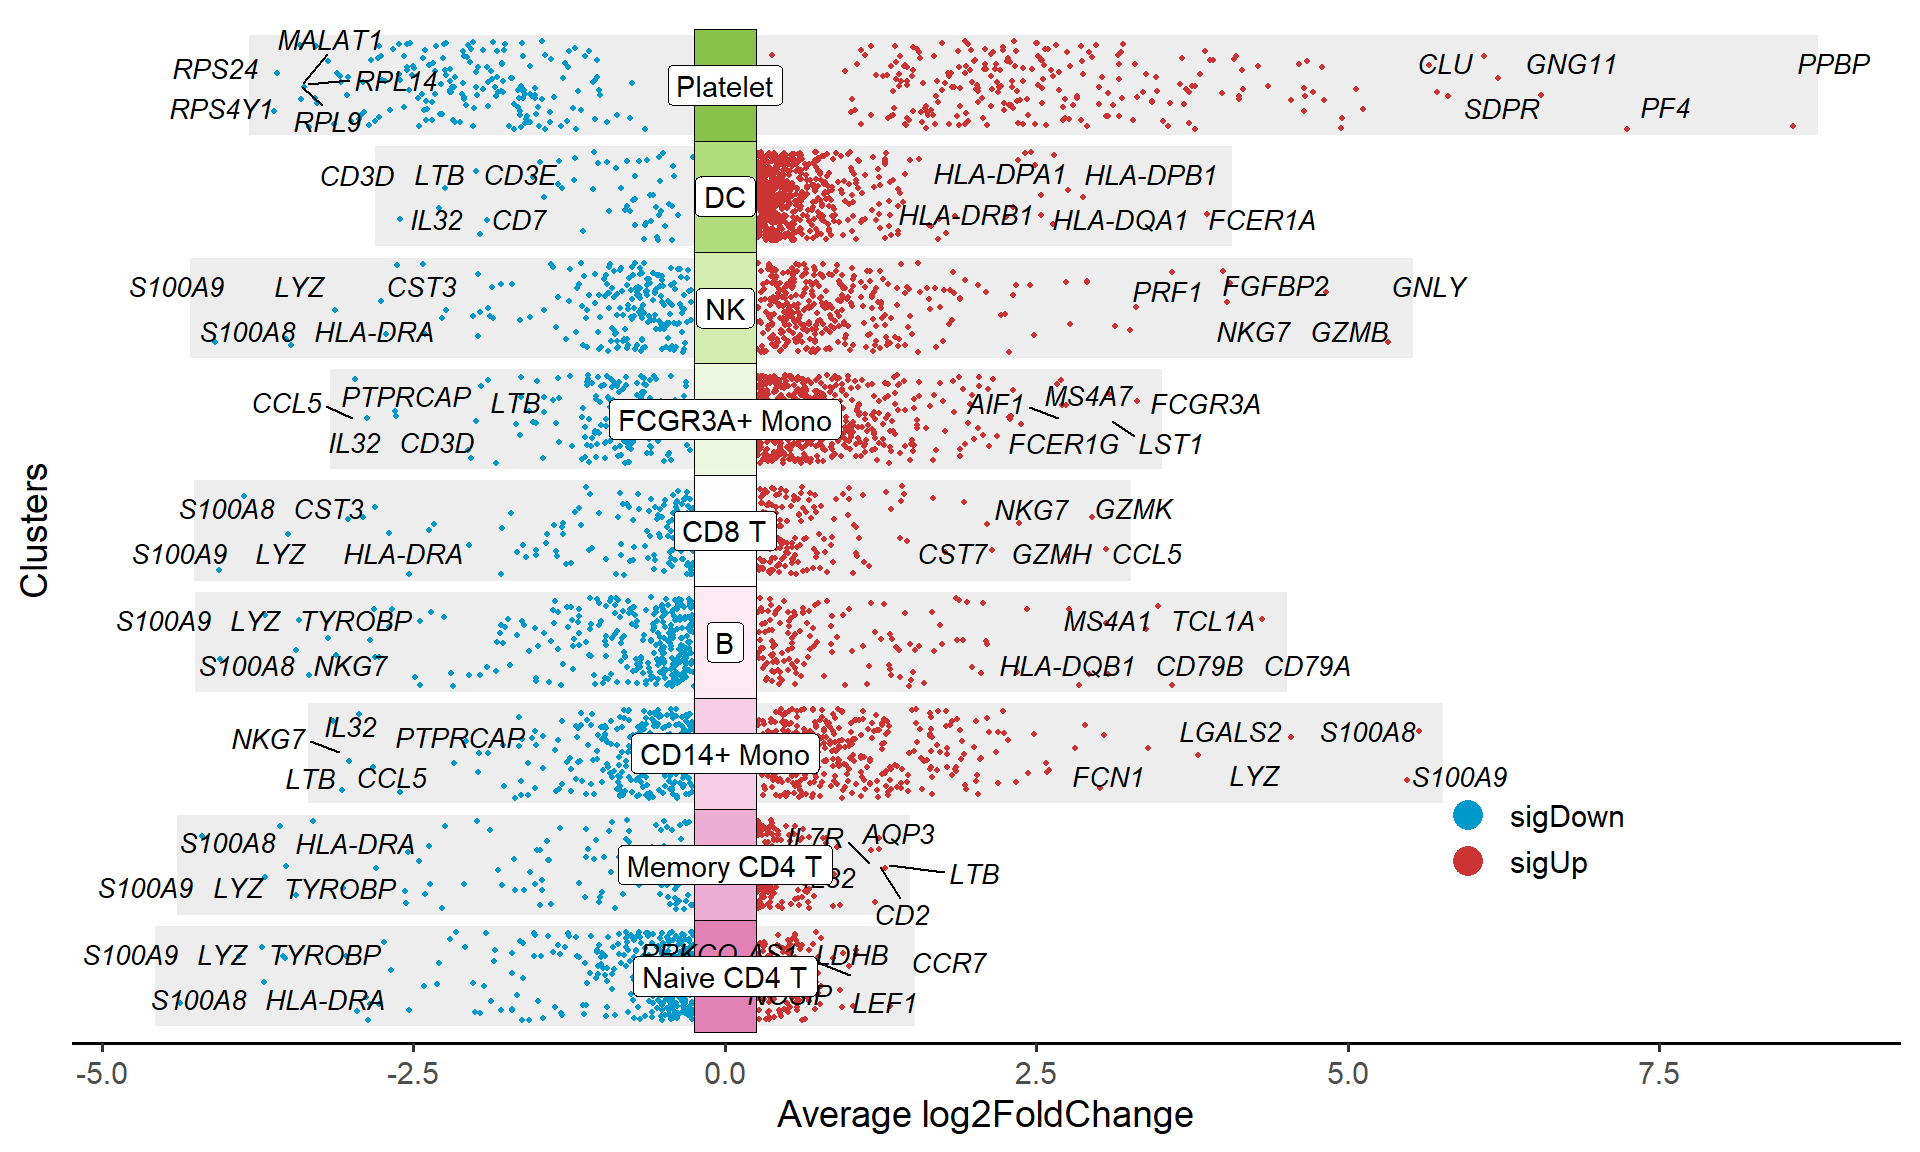 MALAT1
RPS24
RPL14
RPS4Y1
RPL9
Platelet
CLU
GNG11
PPBP
SDPR
PF4
CD3D
LTB
CD3E
IL32
CD7
DC
HLA-DPA1
HLA-DPB1
HLA-DRB1
HLA-DQA1
FCER1A
S100A9
LYZ
CST3
S100A8
HLA-DRA
NK
PRF1
FGFBP2
GNLY
NKG7
GZMB
CCL5
PTPRCAP
LTB
IL32
CD3D
FCGR3A+ Mono
AIF1
MS4A7
FCGR3A
FCER1G
LST1
S100A8
CST3
S100A9
LYZ
HLA-DRA
CD8 T
NKG7
GZMK
CST7
GZMH
CCL5
S100A9
LYZ
TYROBP
S100A8
NKG7
B
MS4A1
TCL1A
HLA-DQB1
CD79B
CD79A
NKG7
IL32
PTPRCAP
LTB
CCL5
CD14+ Mono
LGALS2
S100A8
FCN1
LYZ
S100A9
S100A8
HLA-DRA
S100A9
LYZ
TYROBP
Memory CD4 T
IL7R
AQP3
LTB
CD2
S100A9
LYZ
TYROBP
S100A8
HLA-DRA
Naive CD4 T
LDHB
CCR7
LEF1
sigDown
sigUp
Clusters
-5.0
-2.5
0.0
2.5
5.0
7.5
Average log2FoldChange